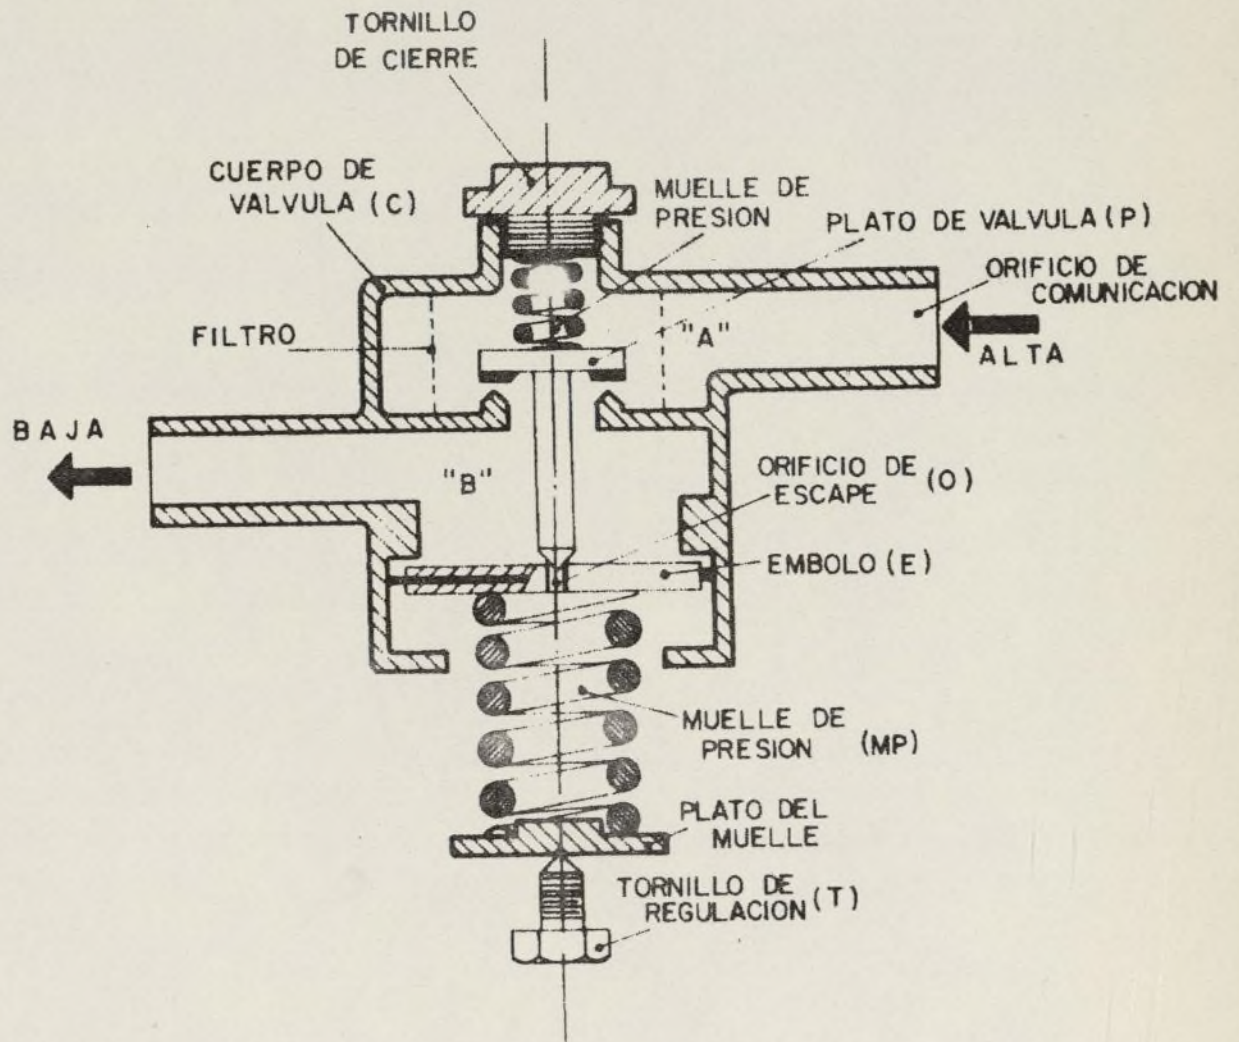 TORNILLO
DE CIERRE
CUERPO DE
VALVULA (C)
MUELLE DE
PRESION
PLATO DE VALVULA (P)
ORIFICIO DE
COMUNICACION
FILTRO
"A"
ALTA
BAJA
"B"
ORIFICIO DE
ESCAPE (O)
EMBOLO (E)
MUELLE DE
PRESION (MP)
PLATO DEL
MUELLE
TORNILLO DE
REGULACION (T)